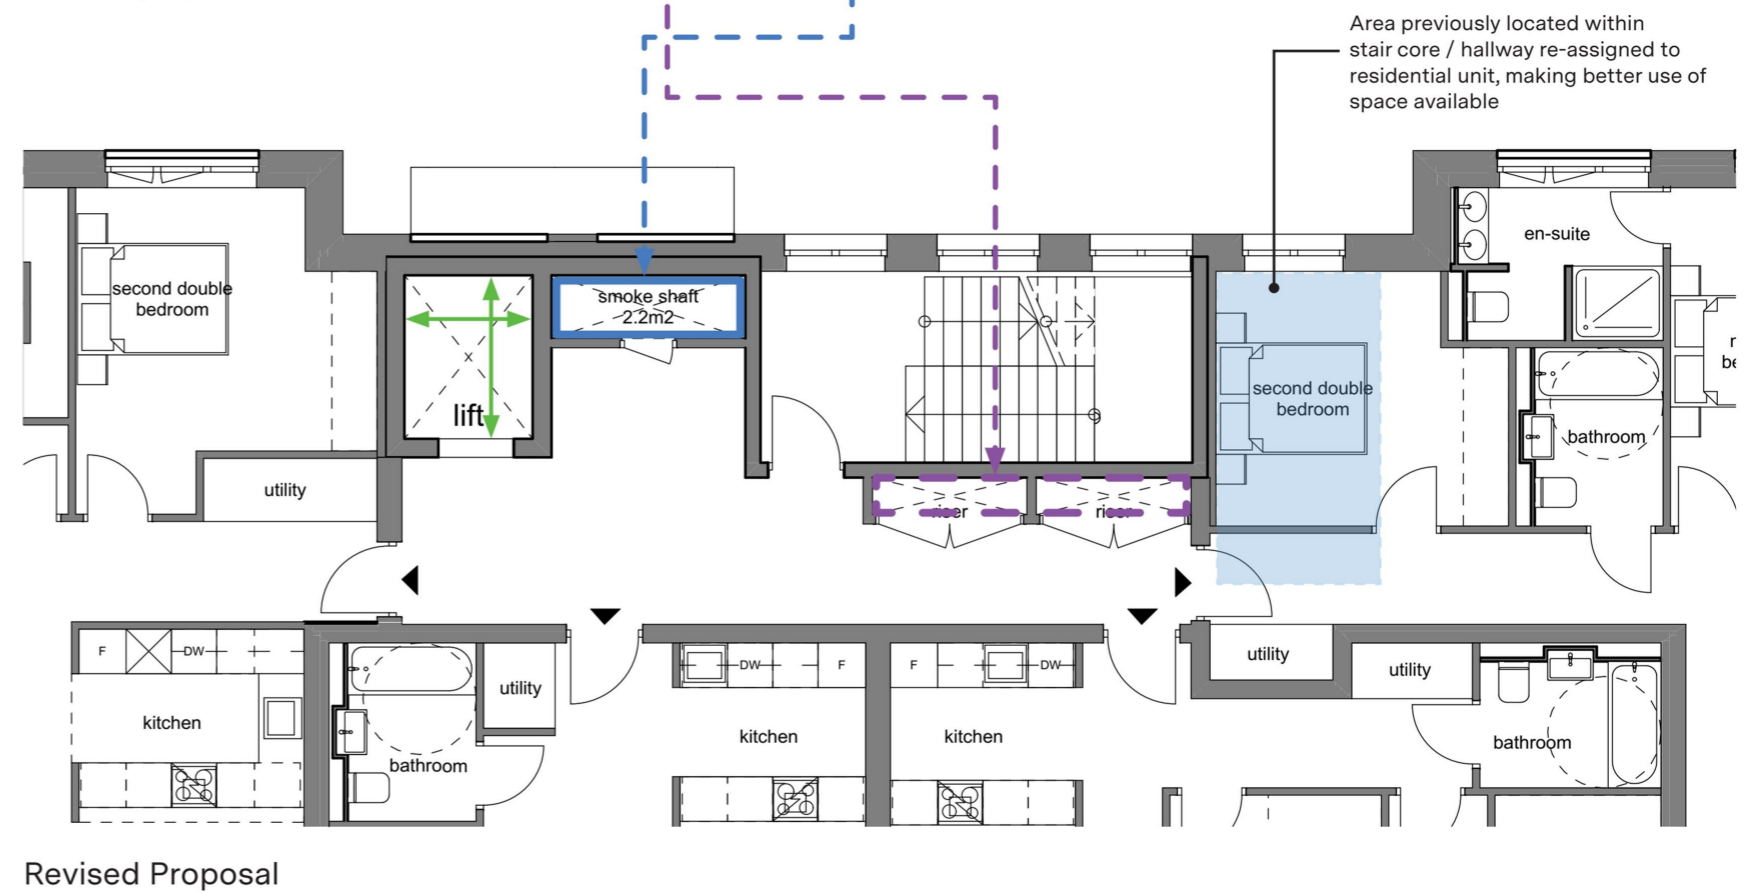 Area previously located within
stair core / hallway re-assigned to
residential unit, making better use of
space available
en-suite
second double
bedroom
smoke shaft
2.2m2
second double
bedroom
lift
bathroom
utility
riser
riser
F
DW
kitchen
utility
bathroom
DW
F
kitchen
F
DW
kitchen
utility
utility
bathroom
Revised Proposal